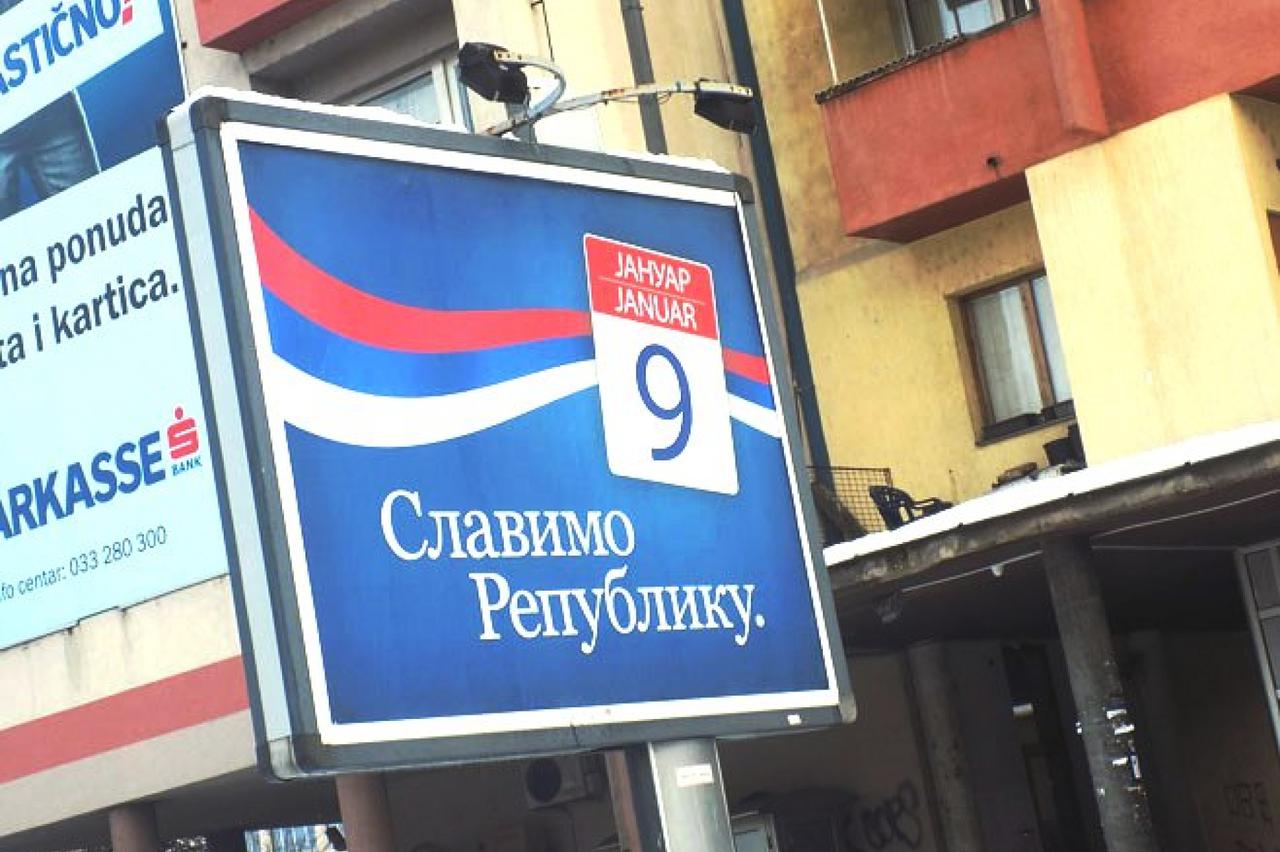 ASTIČNO!
na ponuda
ta i kartica.
ARKASSE
BANK
fo centar: 033 280 300
ЈАНУАР
JANUAR
9
Славимо
Републику.